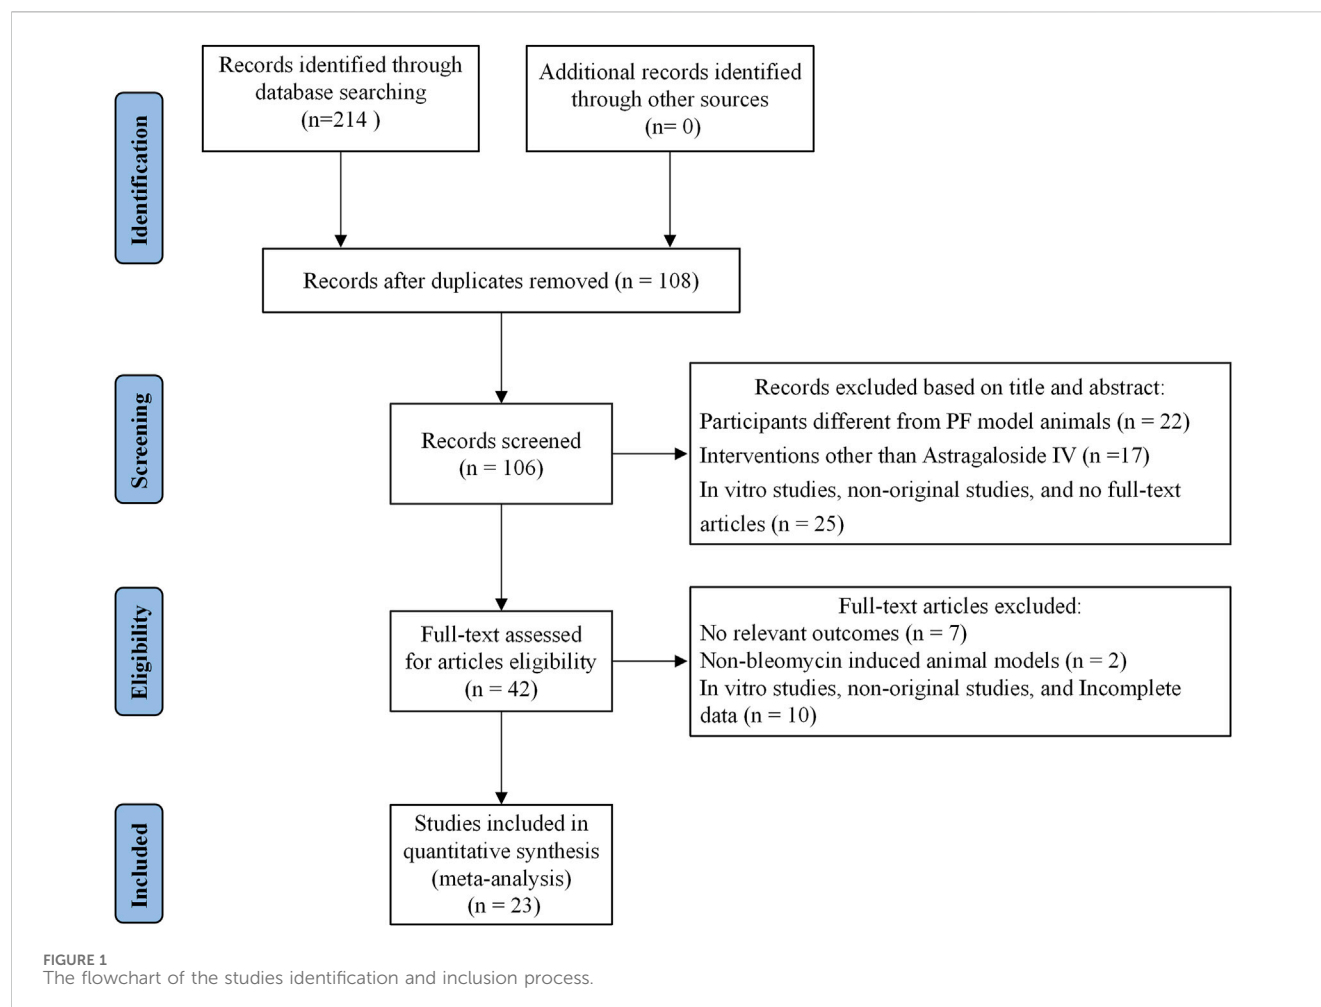 Identification
Records identified through
database searching
(n=214 )
Additional records identified
through other sources
(n= 0)
Records after duplicates removed (n = 108)
Screening
Records screened
(n = 106)
Records excluded based on title and abstract:
Participants different from PF model animals (n = 22)
Interventions other than Astragaloside IV (n =17)
In vitro studies, non-original studies, and no full-text
articles (n = 25)
Eligibility
Full-text assessed
for articles eligibility
(n = 42)
Full-text articles excluded:
No relevant outcomes (n = 7)
Non-bleomycin induced animal models (n = 2)
In vitro studies, non-original studies, and Incomplete
data (n = 10)
Included
Studies included in
quantitative synthesis
(meta-analysis)
(n = 23)
FIGURE 1
The flowchart of the studies identification and inclusion process.